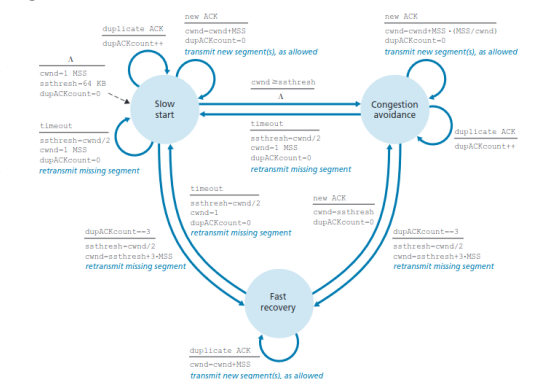 new ACK
cwnd=cwnd+MSS
dupACKcount=0
transmit new segment(s), as allowed
new ACK
cwnd=cwnd+MSS •(MSS/cwnd)
dupACKcount=0
transmit new segment(s), as allowed
duplicate ACK
dupACKcount++
Λ
cwnd=1 MSS
ssthresh=64 KB
dupACKcount=0
Slow
start
cwnd≥ssthresh
Λ
Congestion
avoidance
timeout
ssthresh=cwnd/2
cwnd=1 MSS
dupACKcount=0
retransmit missing segment
timeout
ssthresh=cwnd/2
cwnd=1 MSS
dupACKcount=0
retransmit missing segment
duplicate ACK
dupACKcount++
timeout
ssthresh=cwnd/2
cwnd=1
dupACKcount=0
retransmit missing segment
new ACK
cwnd=ssthresh
dupACKcount=0
dupACKcount==3
ssthresh=cwnd/2
cwnd=ssthresh+3•MSS
retransmit missing segment
dupACKcount==3
ssthresh=cwnd/2
cwnd=ssthresh+3•MSS
retransmit missing segment
Fast
recovery
duplicate ACK
cwnd=cwnd+MSS
transmit new segment(s), as allowed